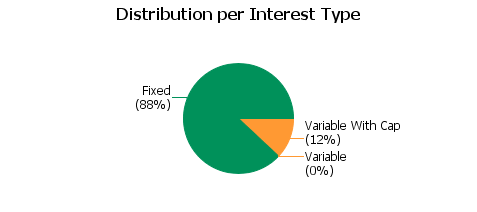 Distribution per Interest Type
Fixed
(88%)
Variable With Cap
(12%)
Variable
(0%)